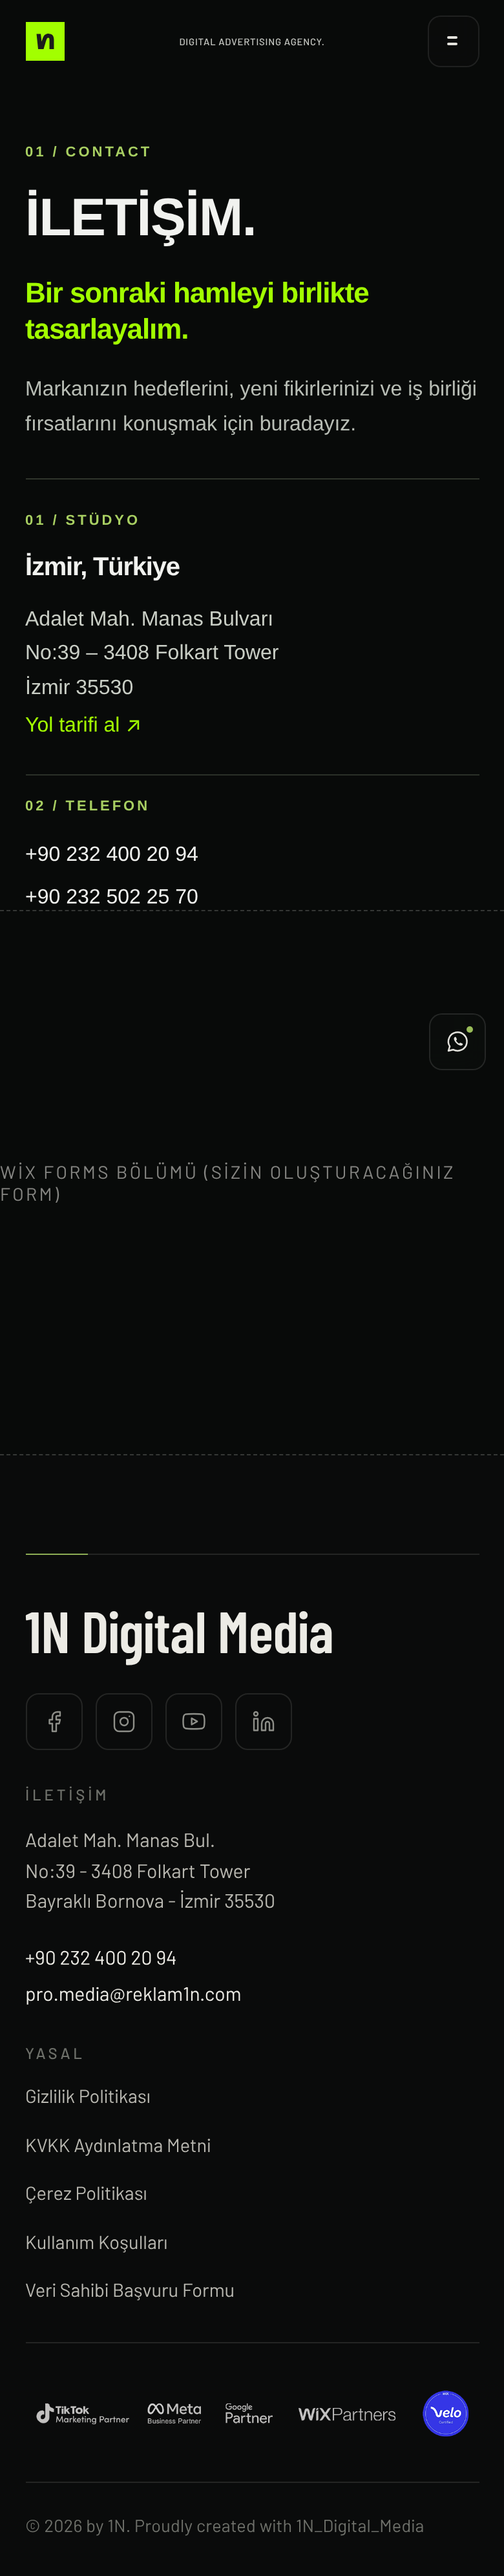 n
DIGITAL ADVERTISING AGENCY.
01 / CONTACT
İLETİŞİM.
Bir sonraki hamleyi birlikte
tasarlayalım.
Markanızın hedeflerini, yeni fikirlerinizi ve iş birliği
fırsatlarını konuşmak için buradayız.
01 / STÜDYO
İzmir, Türkiye
Adalet Mah. Manas Bulvarı
No:39 – 3408 Folkart Tower
İzmir 35530
Yol tarifi al ↗
02 / TELEFON
+90 232 400 20 94
+90 232 502 25 70
WİX FORMS BÖLÜMÜ (SİZİN OLUŞTURACAĞINIZ
FORM)
1N Digital Media
İLETİŞİM
Adalet Mah. Manas Bul.
No:39 - 3408 Folkart Tower
Bayraklı Bornova - İzmir 35530
+90 232 400 20 94
pro.media@reklam1n.com
YASAL
Gizlilik Politikası
KVKK Aydınlatma Metni
Çerez Politikası
Kullanım Koşulları
Veri Sahibi Başvuru Formu
TikTok
Marketing Partner
Meta
Business Partner
Google
Partner
WiXPartners
velo
Certified
© 2026 by 1N. Proudly created with 1N_Digital_Media